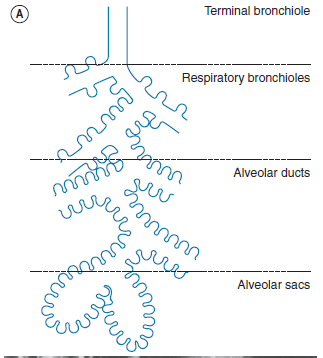 A
Terminal bronchiole
Respiratory bronchioles
Alveolar ducts
Alveolar sacs